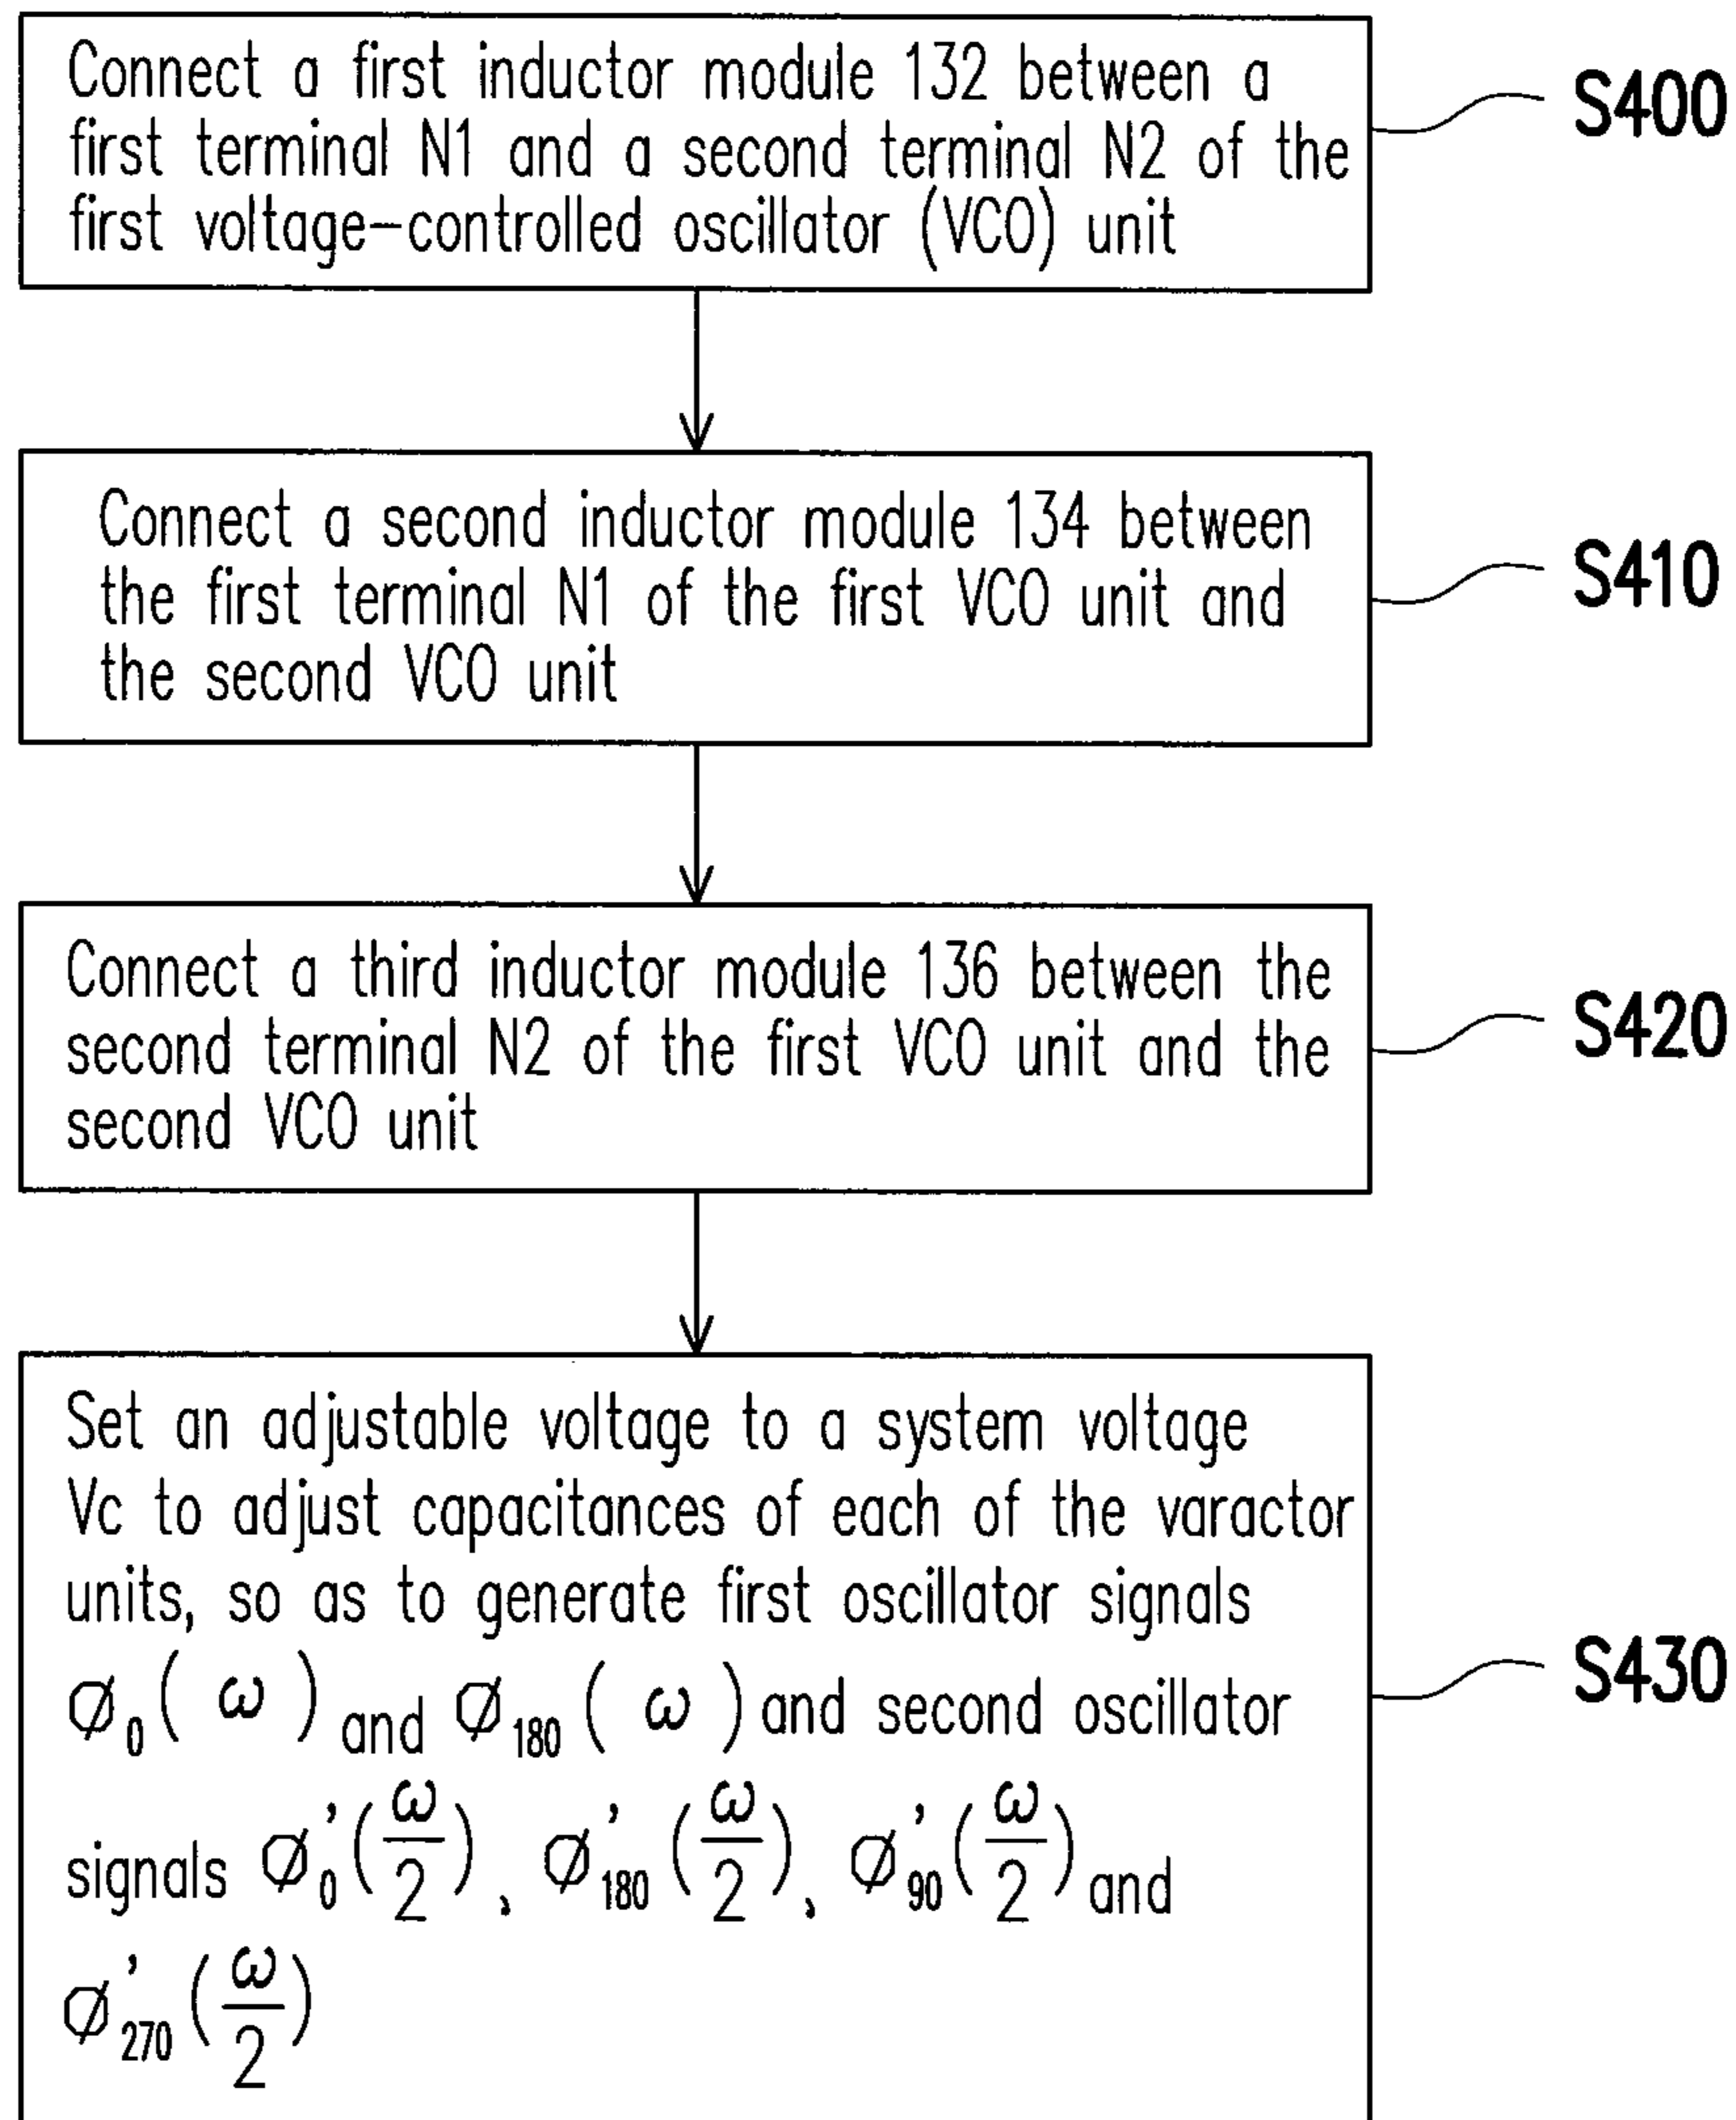 Connect a first inductor module 132 between a
first terminal N1 and a second terminal N2 of the
first voltage-controlled oscillator (VCO) unit
S400
Connect a second inductor module 134 between
the first terminal N1 of the first VCO unit and
the second VCO unit
S410
Connect a third inductor module 136 between the
second terminal N2 of the first VCO unit and the
second VCO unit
S420
Set an adjustable voltage to a system voltage
Vc to adjust capacitances of each of the varactor
units, so as to generate first oscillator signals
Ø₀( ω ) and Ø₁₈₀( ω ) and second oscillator
signals Ø'₀(ω/2), Ø'₁₈₀(ω/2), Ø'₉₀(ω/2) and
Ø'₂₇₀(ω/2)
S430